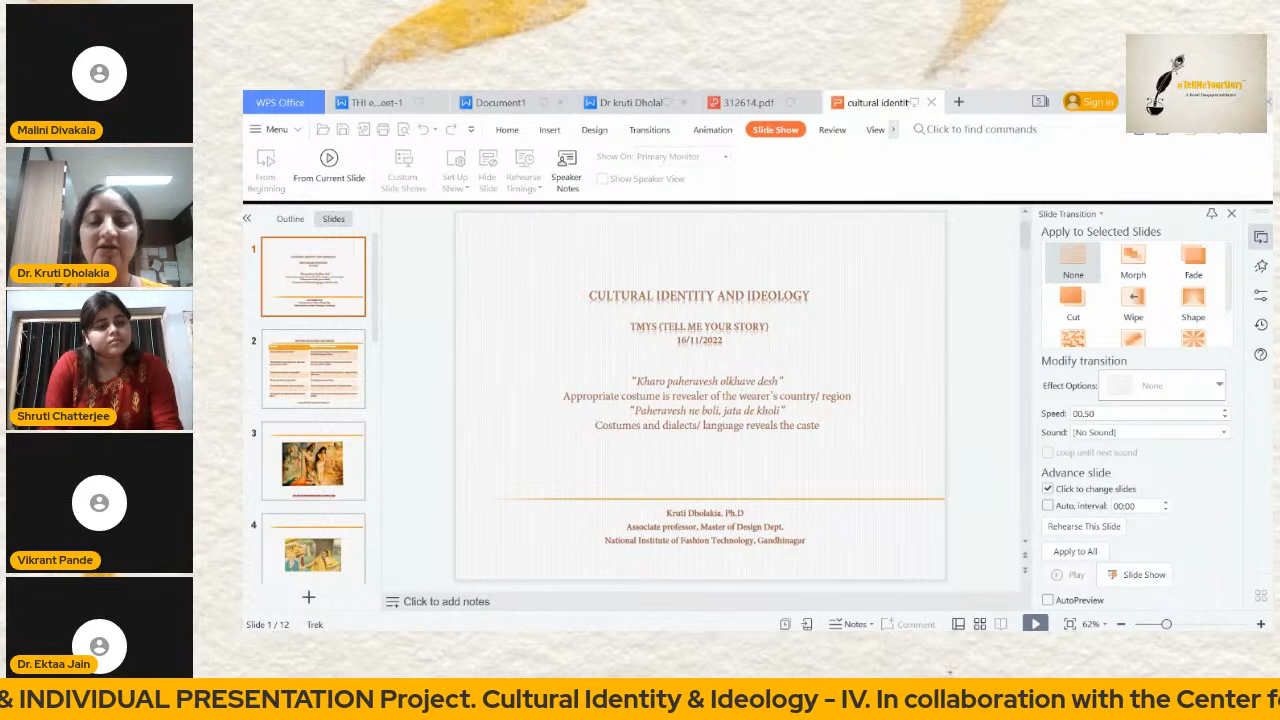 Malini Divakala
Dr. Kruti Dholakia
Shruti Chatterjee
Vikrant Pande
Dr. Ektaa Jain
#TellMeYourStory
WPS Office
THI e...eet-1
Document1
Dr kruti Dhola
312614.pdf
cultural identit
Sign in
Menu
Home
Insert
Design
Transitions
Animation
Slide Show
Review
View
Click to find commands
From Beginning
From Current Slide
Custom Slide Shows
Set Up Show
Hide Slide
Rehearse Timings
Speaker Notes
Show On: Primary Monitor
Show Speaker View
Outline
Slides
1
2
3
4
CULTURAL IDENTITY AND IDEOLOGY
TMYS (TELL ME YOUR STORY)
16/11/2022
"Kharo paheravesh olkhave desh"
Appropriate costume is revealer of the wearer's country/ region
"Paheravesh ne boli, jata de kholi"
Costumes and dialects/ language reveals the caste
Kruti Dholakia. Ph.D
Associate professor, Master of Design Dept.
National Institute of Fashion Technology, Gandhinagar
Slide Transition
Apply to Selected Slides
None
Morph
Fade
Cut
Wipe
Shape
Modify transition
Effect Options:
None
Speed: 00.50
Sound: [No Sound]
Loop until next sound
Advance slide
Click to change slides
Auto, interval: 00:00
Rehearse This Slide
Apply to All
Play
Slide Show
AutoPreview
Click to add notes
Slide 1 / 12
Trek
Notes
Comment
62%
& INDIVIDUAL PRESENTATION Project. Cultural Identity & Ideology - IV. In collaboration with the Center f